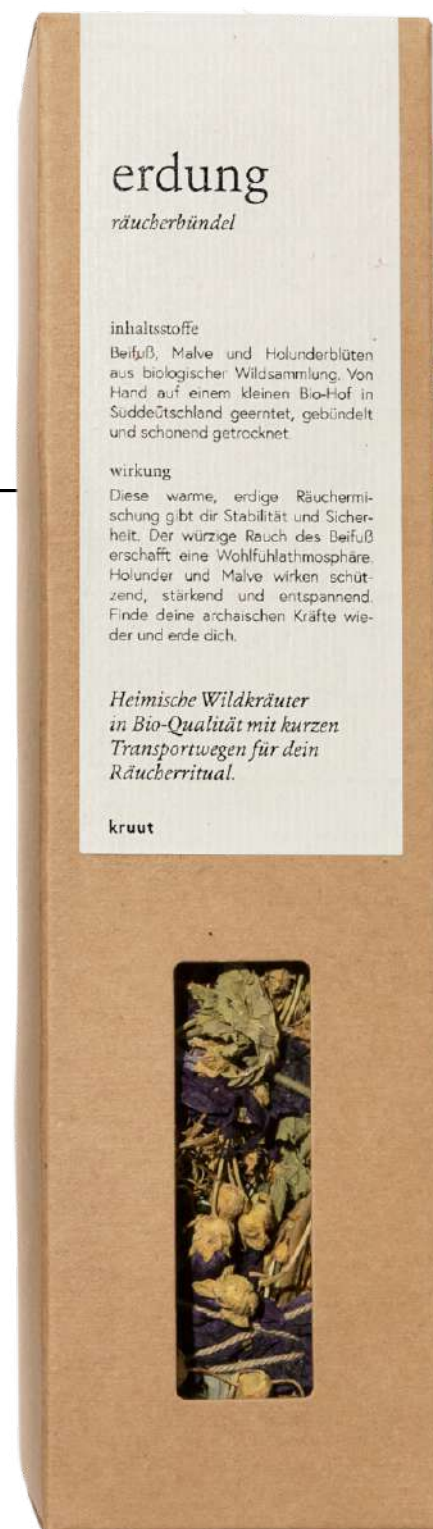 erdung
räucherbündel
inhaltsstoffe
Beifuß, Malve und Holunderblüten
aus biologischer Wildsammlung. Von
Hand auf einem kleinen Bio-Hof in
Süddeutschland geerntet, gebündelt
und schonend getrocknet.
wirkung
Diese warme, erdige Räuchermi-
schung gibt dir Stabilität und Sicher-
heit. Der würzige Rauch des Beifuß
erschafft eine Wohlfühlathmosphäre.
Holunder und Malve wirken schüt-
zend, stärkend und entspannend.
Finde deine archaischen Kräfte wie-
der und erde dich.
Heimische Wildkräuter
in Bio-Qualität mit kurzen
Transportwegen für dein
Räucherritual.
kruut